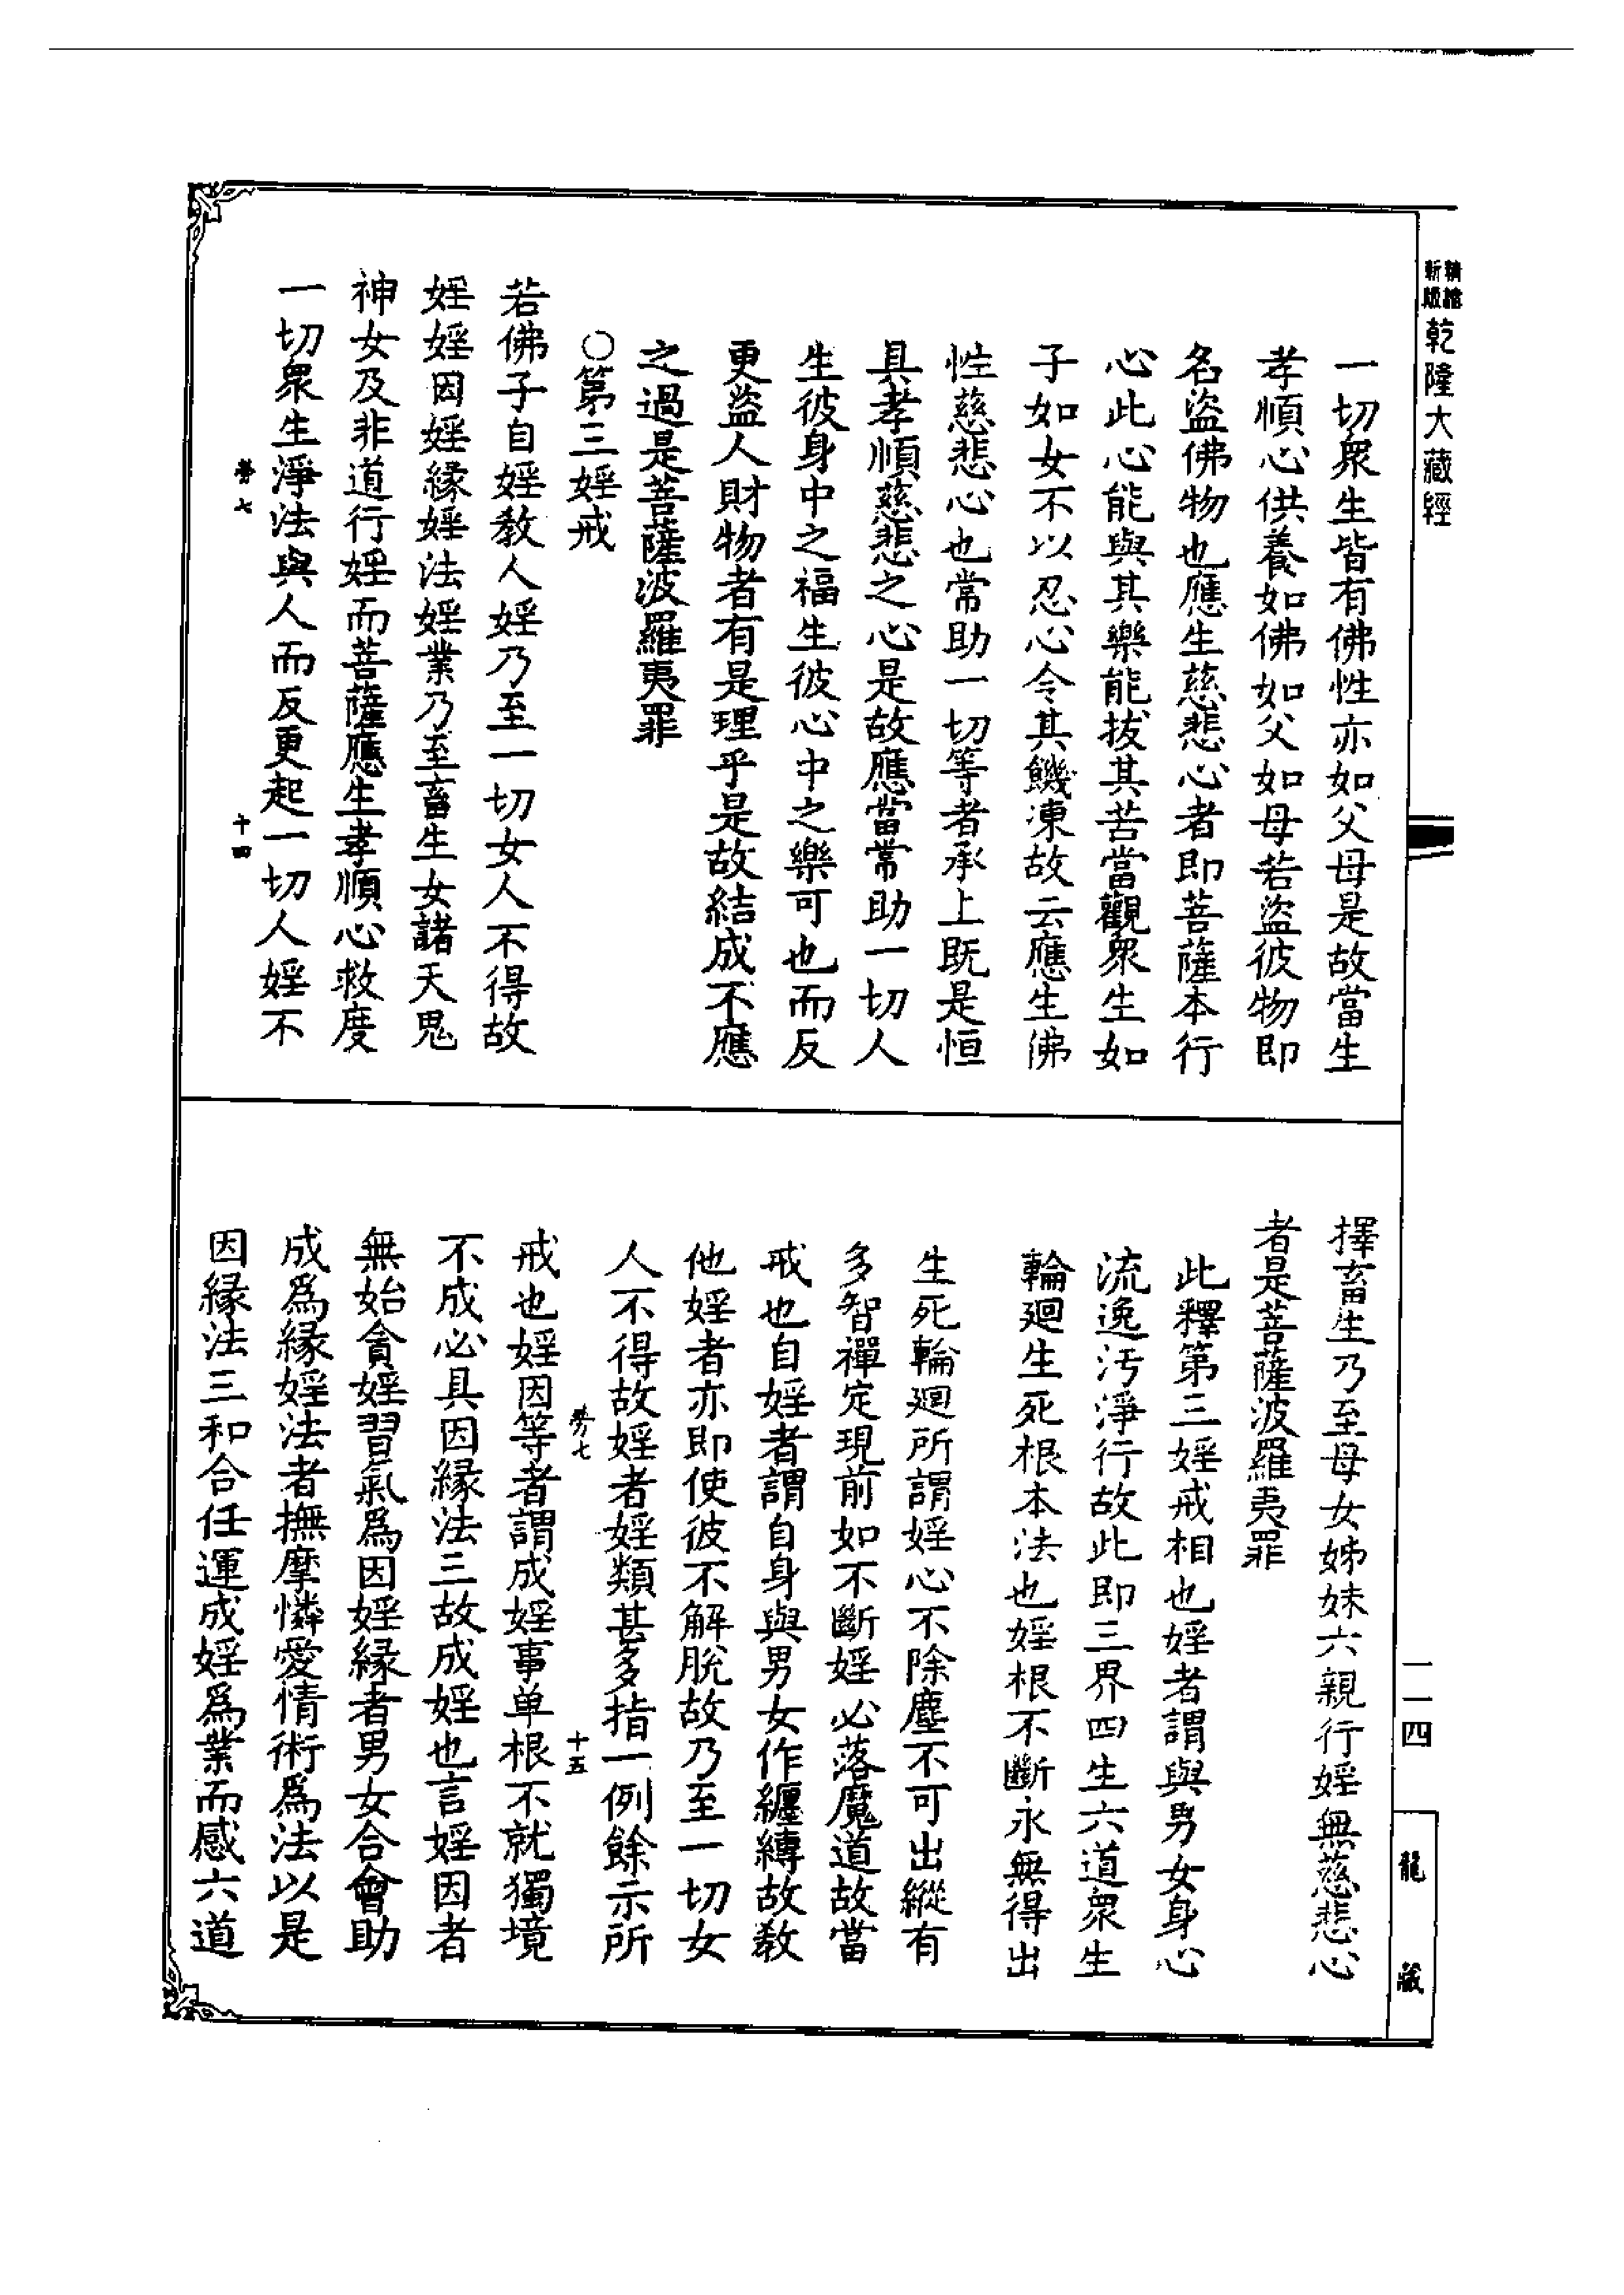 精繪
新版
乾隆大藏經
一切衆生皆有佛性亦如父母是故當生
孝順心供養如佛如父如母若盜彼物即
名盜佛物也應生慈悲心者即菩薩本行
心此心能與其樂能拔其苦當觀衆生如
子如女不以忍心令其饑凍故云應生佛
性慈悲心也常助一切等者承上既是恒
具孝順慈悲之心是故應當常助一切人
生彼身中之福生彼心中之樂可也而反
更盜人財物者有是理乎是故結成不應
之過是菩薩波羅夷罪
○第三婬戒
若佛子自婬教人婬乃至一切女人不得故
婬婬因婬緣婬法婬業乃至畜生女諸天鬼
神女及非道行婬而菩薩應生孝順心救度
一切衆生淨法與人而反更起一切人婬不
勞七
十四
擇畜生乃至母女姊妹六親行婬無慈悲心
者是菩薩波羅夷罪
此釋第三婬戒相也婬者謂與男女身心
流逸汚淨行故此即三界四生六道衆生
輪廻生死根本法也婬根不斷永無得出
生死輪廻所謂婬心不除塵不可出縱有
多智禪定現前如不斷婬必落魔道故當
戒也自婬者謂自身與男女作纏縛故教
他婬者亦即使彼不解脫故乃至一切女
人不得故婬者婬類甚多指一例餘示所
勞七
十五
戒也婬因等者謂成婬事单根不就獨境
不成必具因緣法三故成婬也言婬因者
無始貪婬習氣爲因婬緣者男女合會助
成爲緣婬法者撫摩憐愛情術爲法以是
因緣法三和合任運成婬爲業而感六道
一一四
龍藏